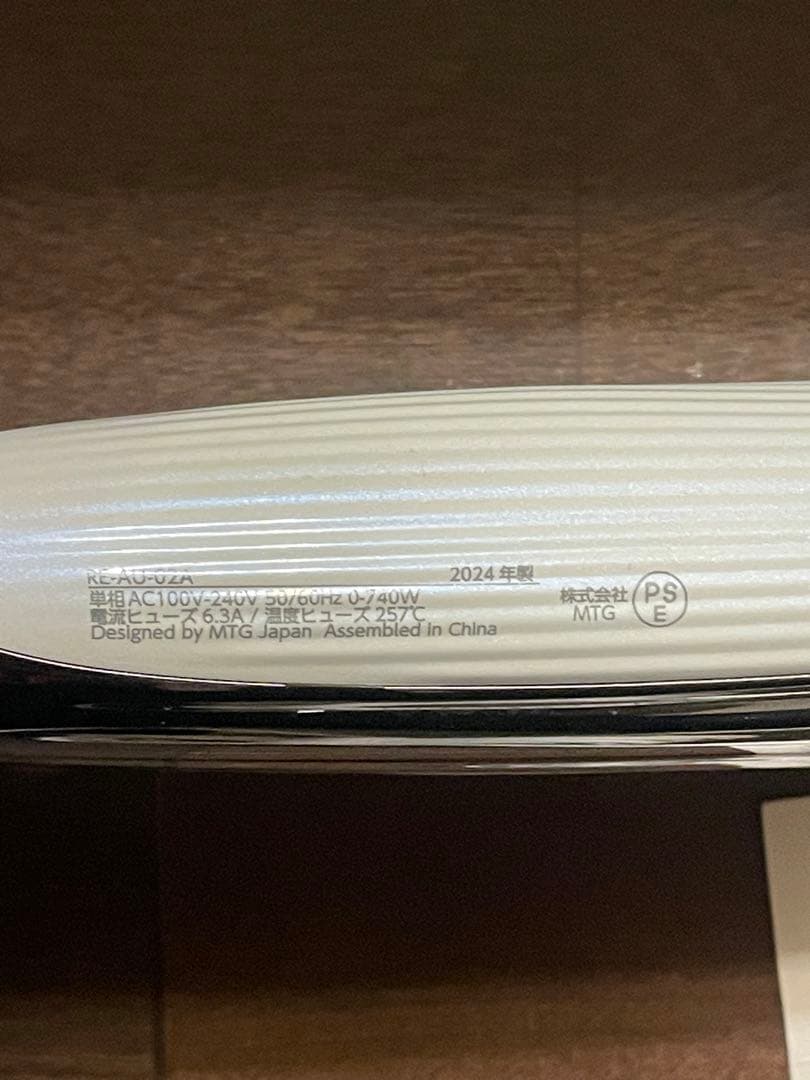 RE-AU-02A
2024年製
単相 AC100V-240V 50/60Hz 0-740W
電流ヒューズ 6.3A / 温度ヒューズ 257℃
Designed by MTG Japan Assembled in China
株式会社
MTG
PS
E